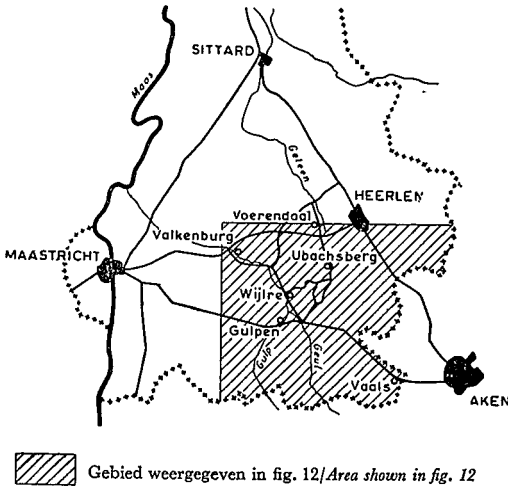 SITTARD
Maas
Geleen
HEERLEN
Voerendaal
Valkenburg
MAASTRICHT
Ubachsberg
Wijlre
Gulpen
Gulp
Geul
Vaals
AKEN
Gebied weergegeven in fig. 12/Area shown in fig. 12